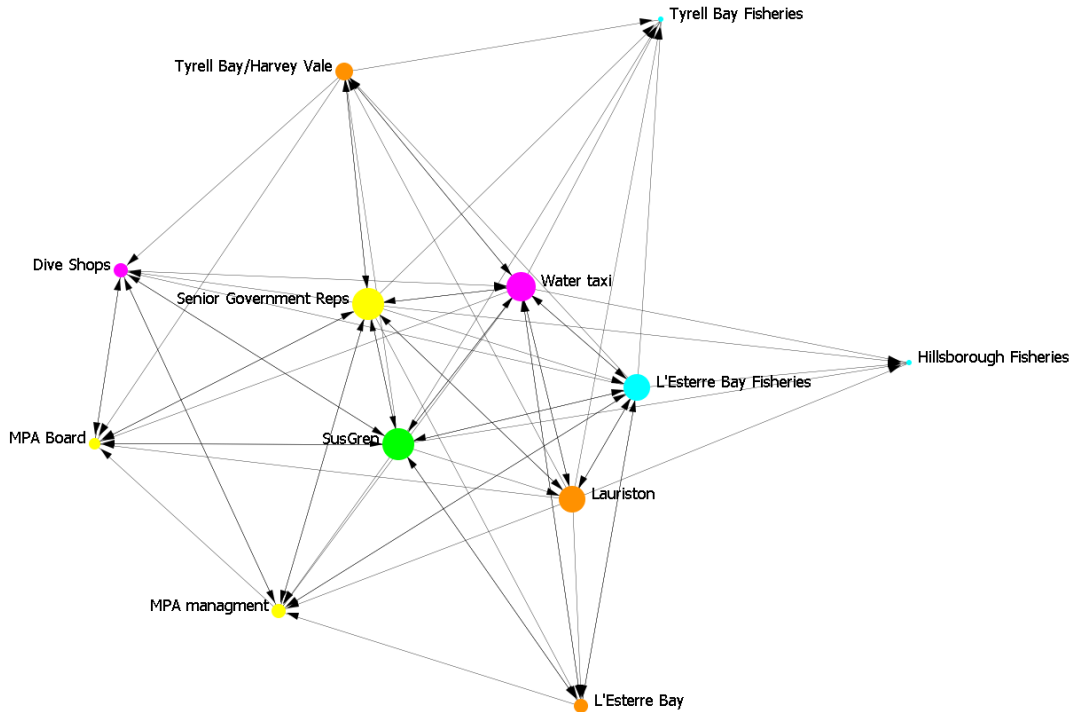 Tyrell Bay Fisheries
Tyrell Bay/Harvey Vale
Dive Shops
Water taxi
Senior Government Reps
Hillsborough Fisheries
L'Esterre Bay Fisheries
MPA Board
SusGren
Lauriston
MPA managment
L'Esterre Bay